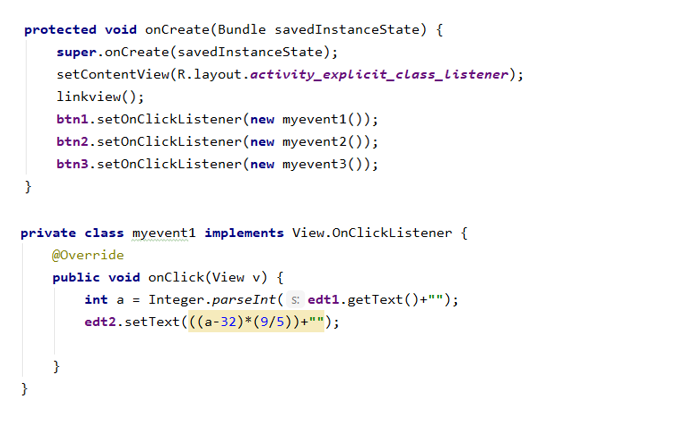 protected void onCreate(Bundle savedInstanceState) {
super.onCreate(savedInstanceState);
setContentView(R.layout.activity_explicit_class_listener);
linkview();
btn1.setOnClickListener(new myevent1());
btn2.setOnClickListener(new myevent2());
btn3.setOnClickListener(new myevent3());
}
private class myevent1 implements View.OnClickListener {
@Override
public void onClick(View v) {
int a = Integer.parseInt( s: edt1.getText()+"");
edt2.setText(((a-32)*(9/5))+"");
}
}